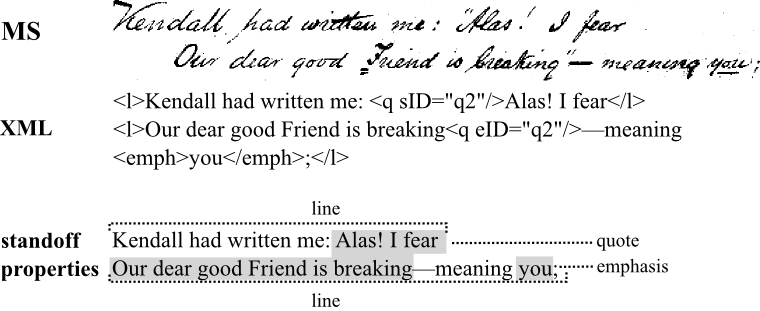 MS
Kendall had written me: "Alas! I fear
Our dear good Friend is breaking"— meaning you;
XML
<l>Kendall had written me: <q sID="q2"/>Alas! I fear</l>
<l>Our dear good Friend is breaking<q eID="q2"/>—meaning
<emph>you</emph>;</l>
line
standoff properties
Kendall had written me: Alas! I fear
quote
Our dear good Friend is breaking—meaning you;
emphasis
line